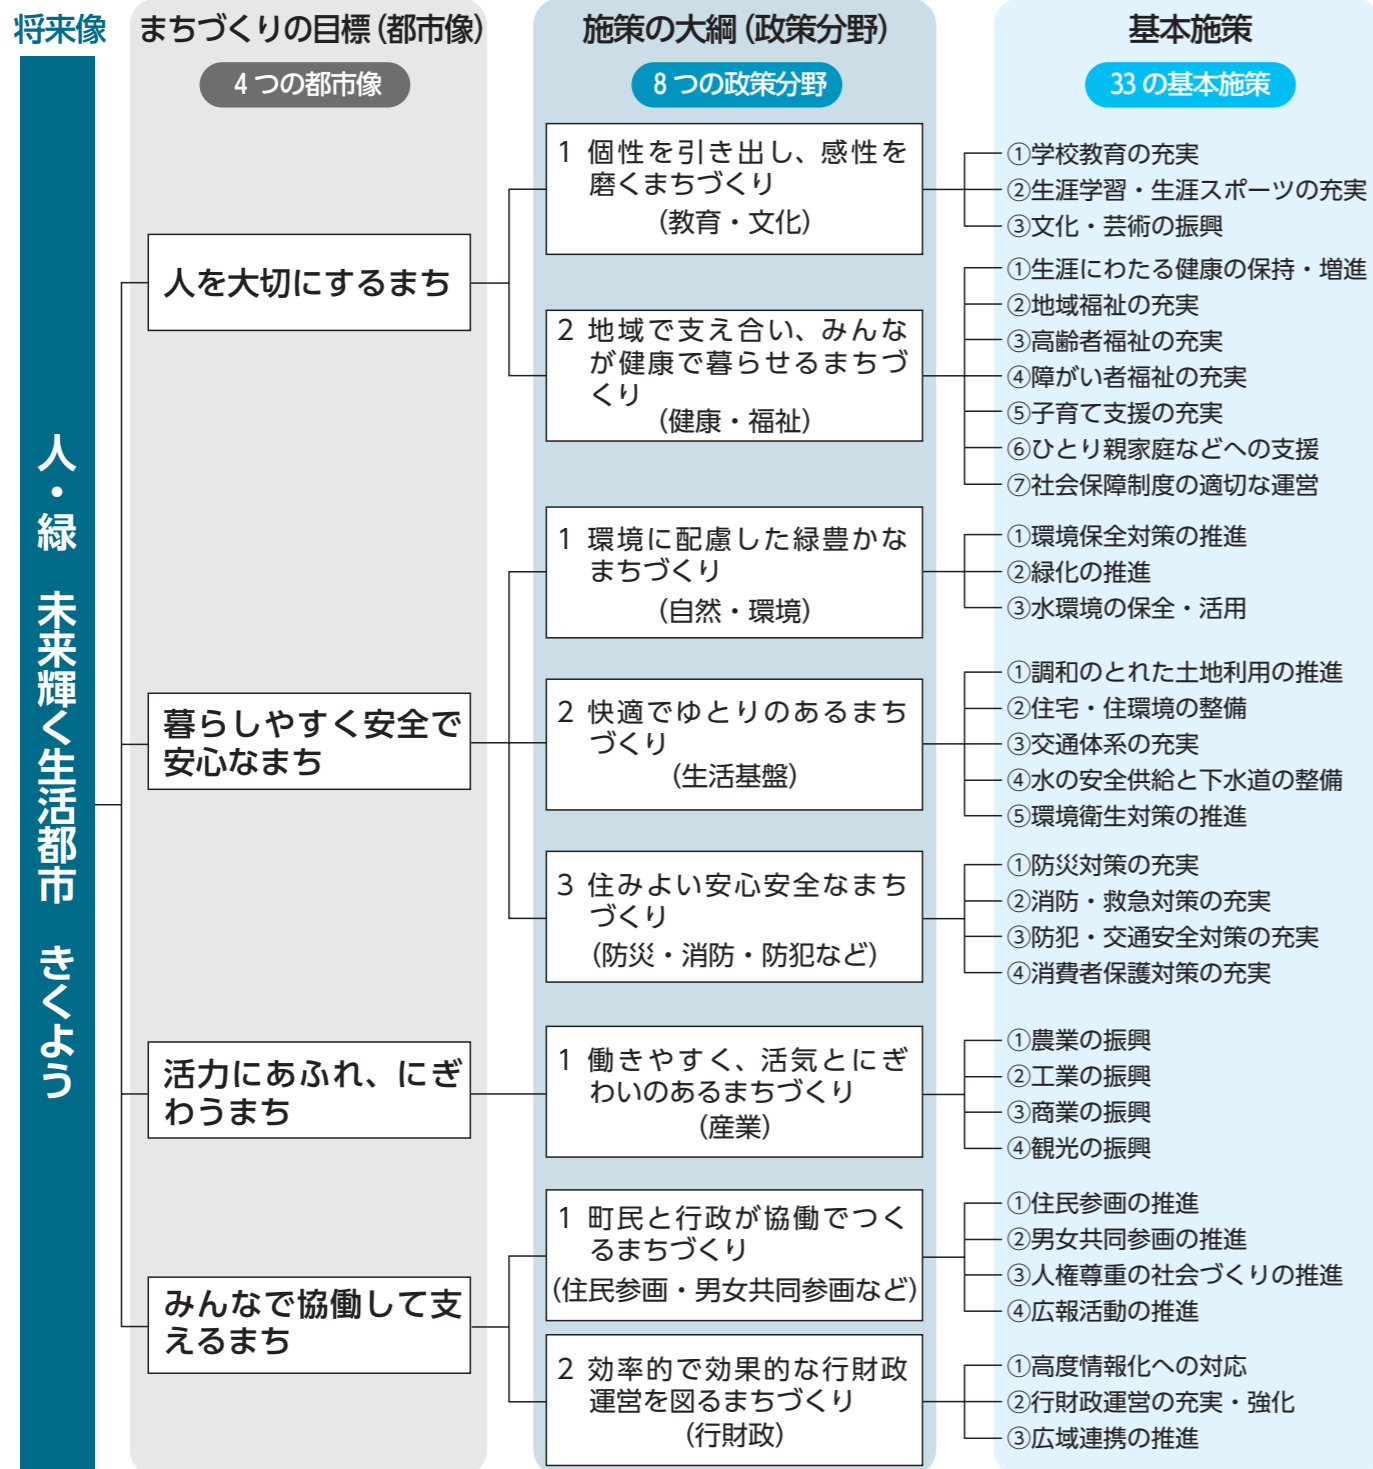 将来像
人・緑　未来輝く生活都市　きくよう
まちづくりの目標（都市像）
4つの都市像
人を大切にするまち
暮らしやすく安全で
安心なまち
活力にあふれ、にぎ
わうまち
みんなで協働して支
えるまち
施策の大綱（政策分野）
8つの政策分野
1 個性を引き出し、感性を
磨くまちづくり
（教育・文化）
2 地域で支え合い、みんな
が健康で暮らせるまちづ
くり
（健康・福祉）
1 環境に配慮した緑豊かな
まちづくり
（自然・環境）
2 快適でゆとりのあるまち
づくり
（生活基盤）
3 住みよい安心安全なまち
づくり
（防災・消防・防犯など）
1 働きやすく、活気とにぎ
わいのあるまちづくり
（産業）
1 町民と行政が協働でつく
るまちづくり
（住民参画・男女共同参画など）
2 効率的で効果的な行財政
運営を図るまちづくり
（行財政）
基本施策
33の基本施策
①学校教育の充実
②生涯学習・生涯スポーツの充実
③文化・芸術の振興
①生涯にわたる健康の保持・増進
②地域福祉の充実
③高齢者福祉の充実
④障がい者福祉の充実
⑤子育て支援の充実
⑥ひとり親家庭などへの支援
⑦社会保障制度の適切な運営
①環境保全対策の推進
②緑化の推進
③水環境の保全・活用
①調和のとれた土地利用の推進
②住宅・住環境の整備
③交通体系の充実
④水の安全供給と下水道の整備
⑤環境衛生対策の推進
①防災対策の充実
②消防・救急対策の充実
③防犯・交通安全対策の充実
④消費者保護対策の充実
①農業の振興
②工業の振興
③商業の振興
④観光の振興
①住民参画の推進
②男女共同参画の推進
③人権尊重の社会づくりの推進
④広報活動の推進
①高度情報化への対応
②行財政運営の充実・強化
③広域連携の推進